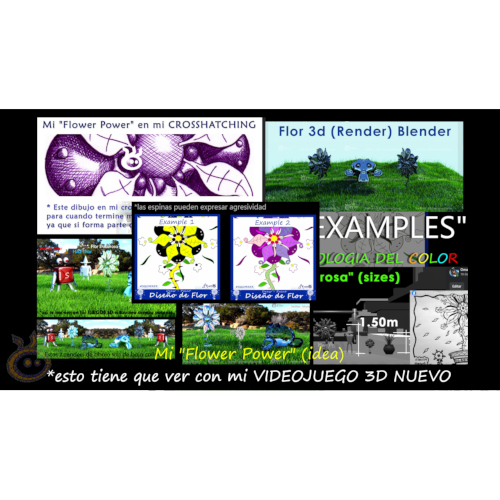 Mi "Flower Power" en mi CROSSHATCHING
Flor 3d (Render) Blender
* Este dibujo en mi cro
para cuando termine m
ya que si forma parte d
*las espinas pueden expresar agresividad
Example 1
Example 2
EXAMPLES"
OLOGIA DEL COLOR
rosa" (sizes)
Diseño de Flor
Diseño de Flor
1.50m
Mi "Flower Power" (idea)
*esto tiene que ver con mi VIDEOJUEGO 3D NUEVO